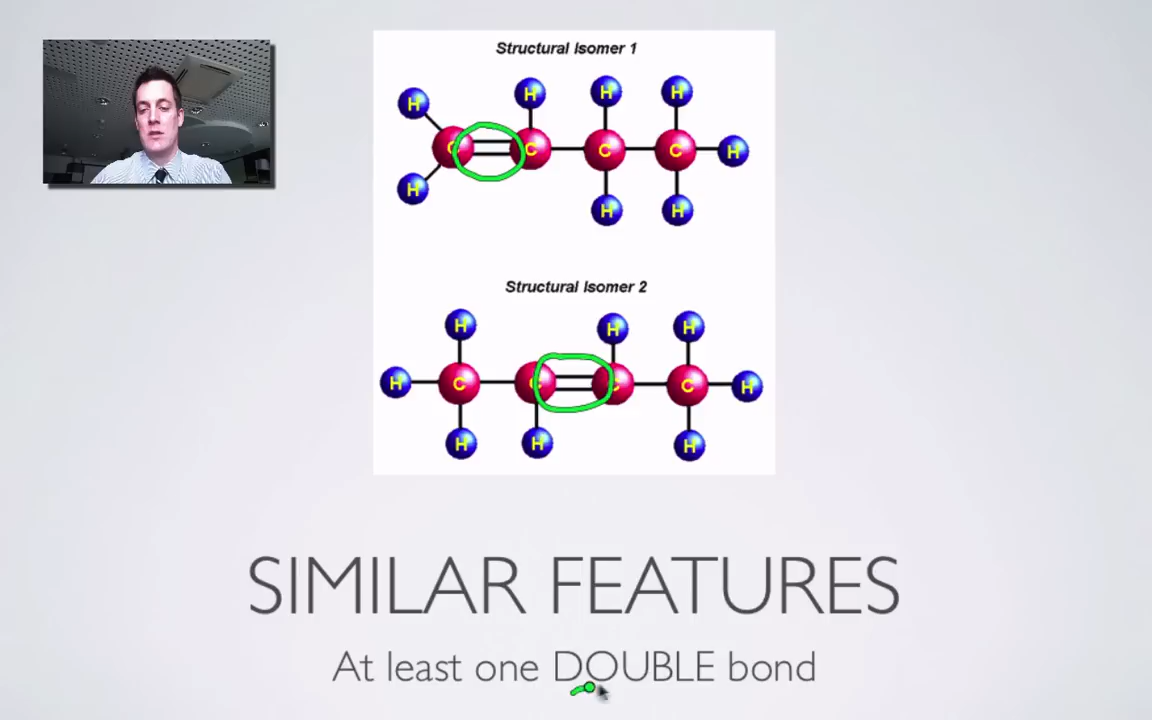 Structural Isomer 1
H H H H
C C C C H
H H H
Structural Isomer 2
H H H
H C C C C H
H H H
SIMILAR FEATURES
At least one DOUBLE bond